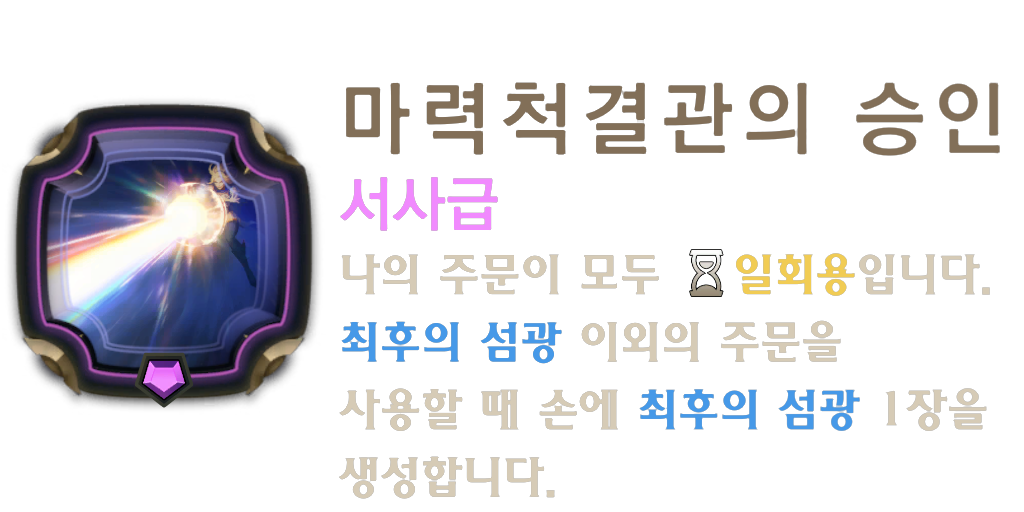 마력척결관의 승인
서사급
나의 주문이 모두 일회용입니다.
최후의 섬광 이외의 주문을
사용할 때 손에 최후의 섬광 1장을
생성합니다.